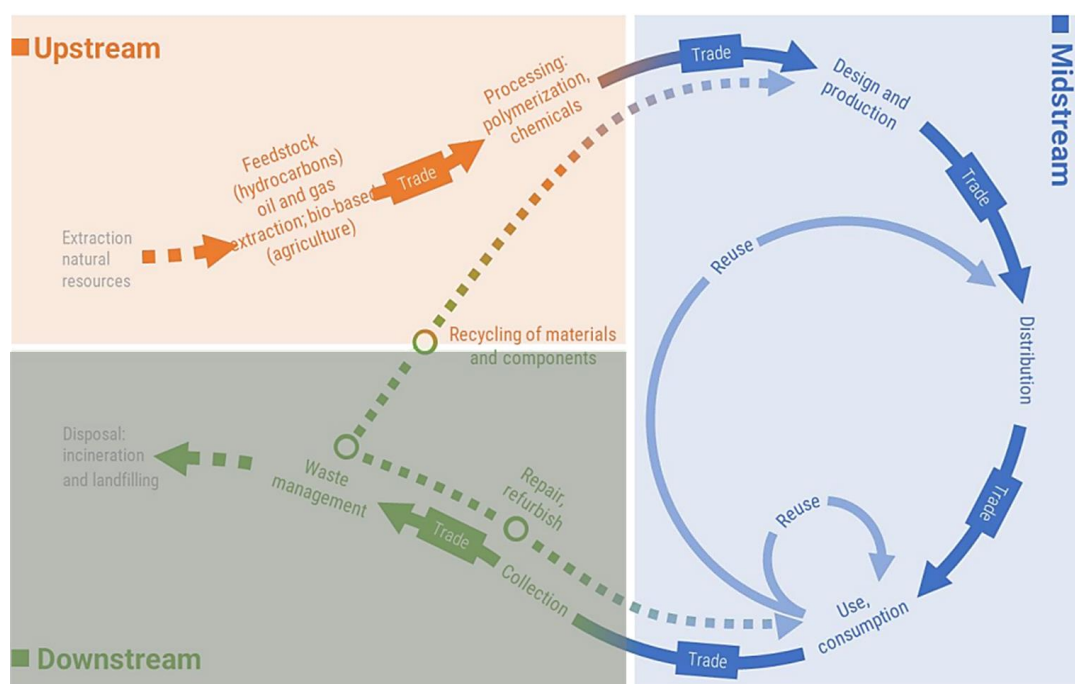 Upstream
Extraction
natural
resources
Feedstock
(hydrocarbons)
oil and gas
extraction; bio-based
(agriculture)
Trade
Processing:
polymerization,
chemicals
Trade
Midstream
Design and
production
Trade
Distribution
Trade
Use,
consumption
Reuse
Reuse
Trade
Recycling of materials
and components
Repair,
refurbish
Collection
Trade
Waste
management
Disposal:
incineration
and landfilling
Downstream